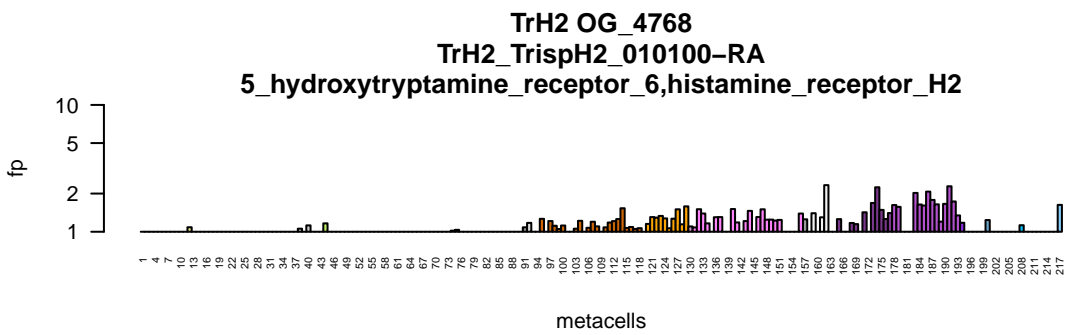 TrH2 OG_4768
TrH2_TrispH2_010100−RA
5_hydroxytryptamine_receptor_6,histamine_receptor_H2
10
5
2
1
fp
1 4 7 10 13 16 19 22 25 28 31 34 37 40 43 46 49 52 55 58 61 64 67 70 73 76 79 82 85 88 91 94 97 100 103 106 109 112 115 118 121 124 127 130 133 136 139 142 145 148 151 154 157 160 163 166 169 172 175 178 181 184 187 190 193 196 199 202 205 208 211 214 217
metacells